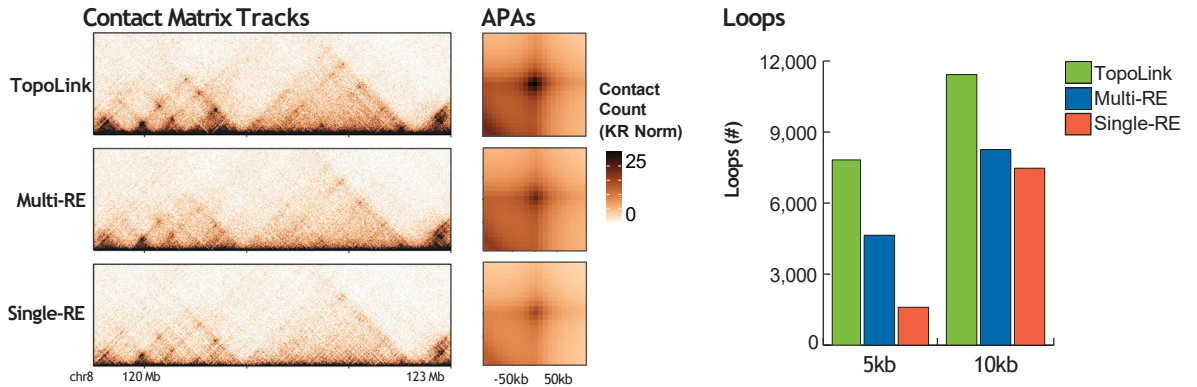 Contact Matrix Tracks
APAs
Loops
TopoLink
Multi-RE
Single-RE
chr8
120 Mb
123 Mb
-50kb
50kb
Contact
Count
(KR Norm)
25
0
Loops (#)
12,000
9,000
6,000
3,000
0
5kb
10kb
TopoLink
Multi-RE
Single-RE